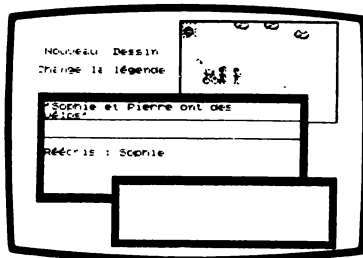 Nouveau Dessin
Change la légende
"Sophie et Pierre ont des
vélos"
Réécris : Sophie